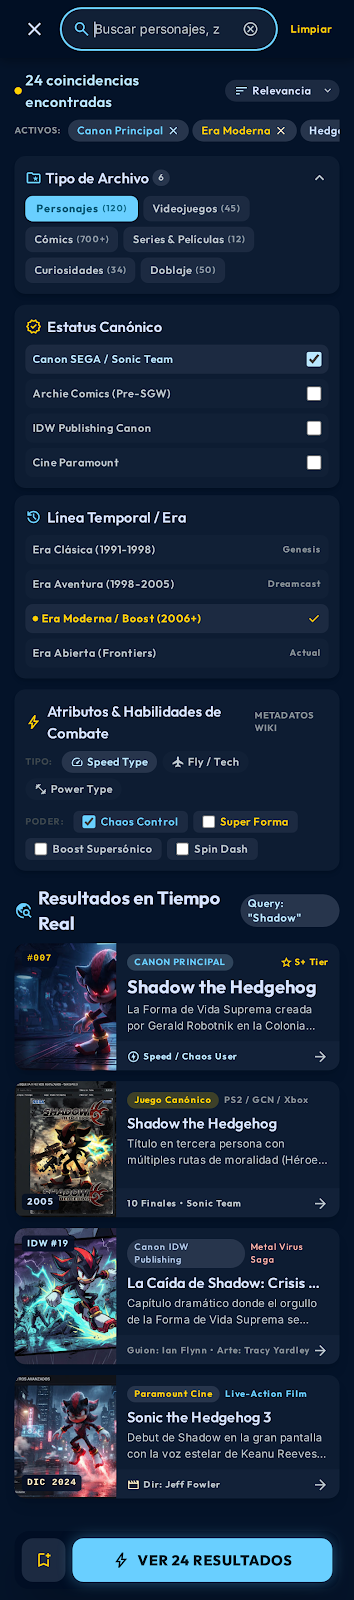 Buscar personajes, z
Limpiar
24 coincidencias
encontradas
Relevancia
ACTIVOS:
Canon Principal
Era Moderna
Hedge
Tipo de Archivo 6
Personajes (120)
Videojuegos (45)
Cómics (700+)
Series & Películas (12)
Curiosidades (34)
Doblaje (50)
Estatus Canónico
Canon SEGA / Sonic Team
Archie Comics (Pre-SGW)
IDW Publishing Canon
Cine Paramount
Línea Temporal / Era
Era Clásica (1991-1998)
Genesis
Era Aventura (1998-2005)
Dreamcast
Era Moderna / Boost (2006+)
Era Abierta (Frontiers)
Actual
Atributos & Habilidades de
Combate
METADATOS
WIKI
TIPO:
Speed Type
Fly / Tech
Power Type
PODER:
Chaos Control
Super Forma
Boost Supersónico
Spin Dash
Resultados en Tiempo
Real
Query:
"Shadow"
#007
CANON PRINCIPAL
S+ Tier
Shadow the Hedgehog
La Forma de Vida Suprema creada
por Gerald Robotnik en la Colonia...
Speed / Chaos User
SHADOW
SHADOW
2005
Juego Canónico
PS2 / GCN / Xbox
Shadow the Hedgehog
Título en tercera persona con
múltiples rutas de moralidad (Héroe...
10 Finales • Sonic Team
IDW #19
Canon IDW
Publishing
Metal Virus
Saga
La Caída de Shadow: Crisis ...
Capítulo dramático donde el orgullo
de la Forma de Vida Suprema se...
Guion: Ian Flynn • Arte: Tracy Yardley
DIC 2024
Paramount Cine
Live-Action Film
Sonic the Hedgehog 3
Debut de Shadow en la gran pantalla
con la voz estelar de Keanu Reeves...
Dir: Jeff Fowler
VER 24 RESULTADOS